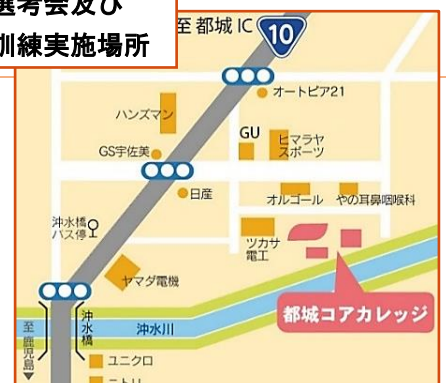 選考会及び
訓練実施場所
至 都城 IC
10
オートピア21
ハンズマン
GU
ヒマラヤ
スポーツ
GS宇佐美
日産
オルゴール
やの耳鼻咽喉科
沖水橋
バス停
ツカサ
電工
ヤマダ電機
都城コアカレッジ
至 鹿児島▼
沖水橋
沖水川
ユニクロ
ニトリ